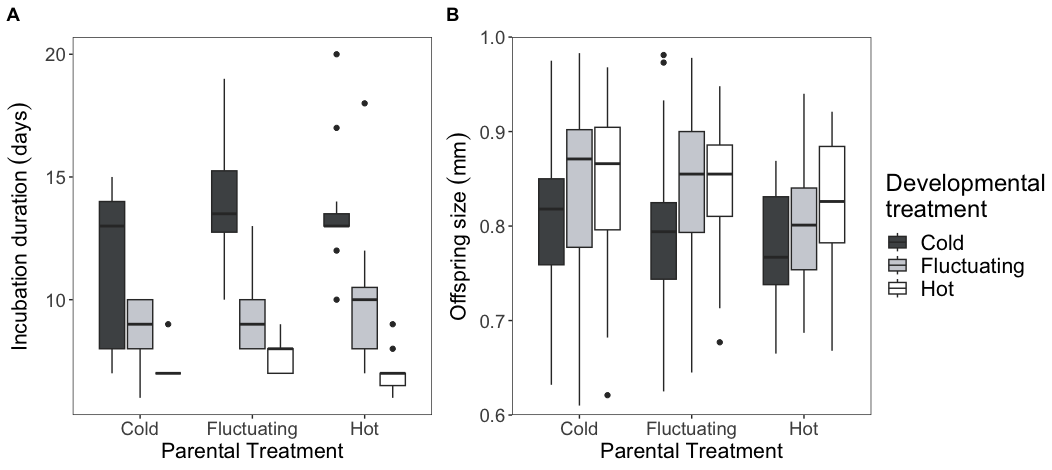 A
Incubation duration (days)
20
15
10
Cold
Fluctuating
Hot
Parental Treatment
B
Offspring size (mm)
1.0
0.9
0.8
0.7
0.6
Cold
Fluctuating
Hot
Parental Treatment
Developmental
treatment
Cold
Fluctuating
Hot